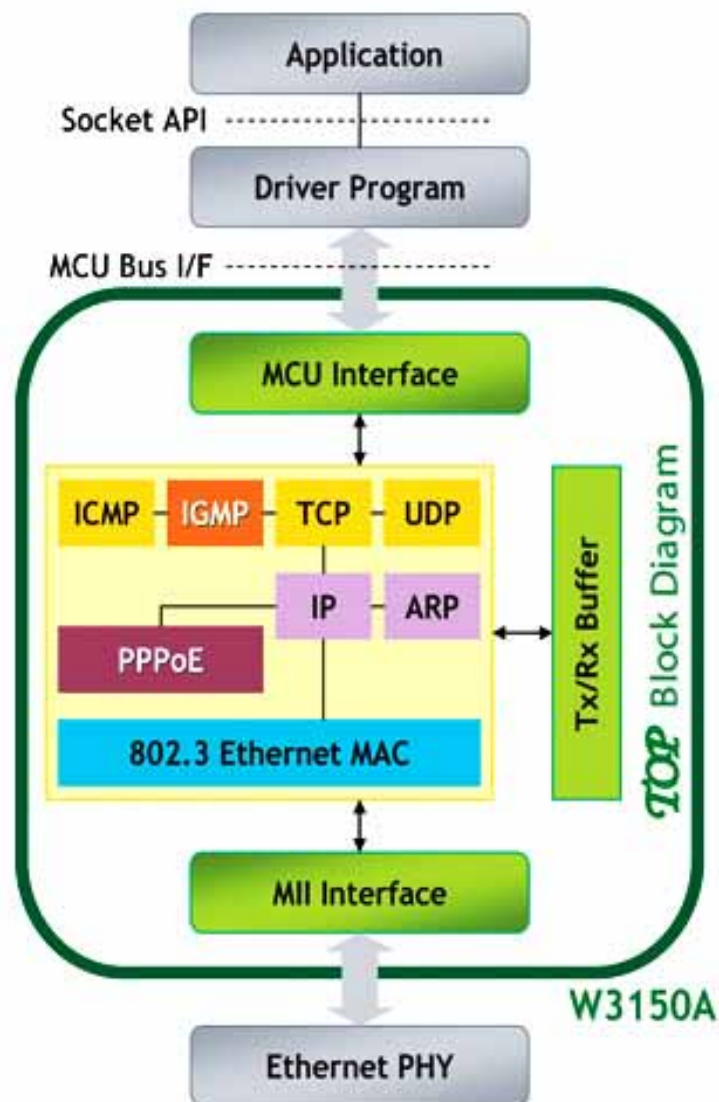 Application
Socket API
Driver Program
MCU Bus I/F
MCU Interface
ICMP IGMP TCP UDP
IP ARP
PPPoE
802.3 Ethernet MAC
Tx/Rx Buffer
TOP Block Diagram
MII Interface
W3150A
Ethernet PHY